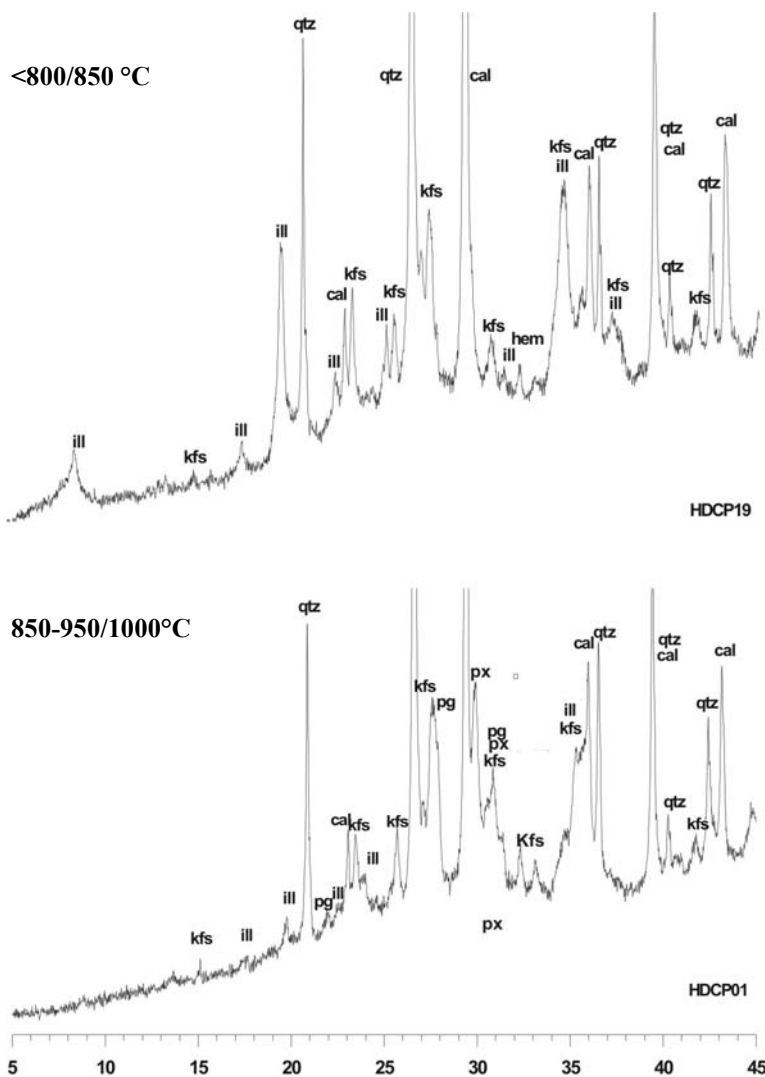 <800/850 °C
qtz
qtz
cal
ill
kfs
ill
ill
cal
kfs
ill
kfs
kfs
kfs
ill
hem
kfs
ill
cal
qtz
kfs
ill
qtz
cal
qtz
kfs
qtz
cal
HDCP19
850-950/1000°C
kfs
ill
ill
qtz
pg
ill
cal
kfs
ill
kfs
kfs
pg
px
pg
px
kfs
Kfs
px
ill
kfs
cal
qtz
qtz
cal
qtz
kfs
qtz
cal
HDCP01
5 10 15 20 25 30 35 40 45